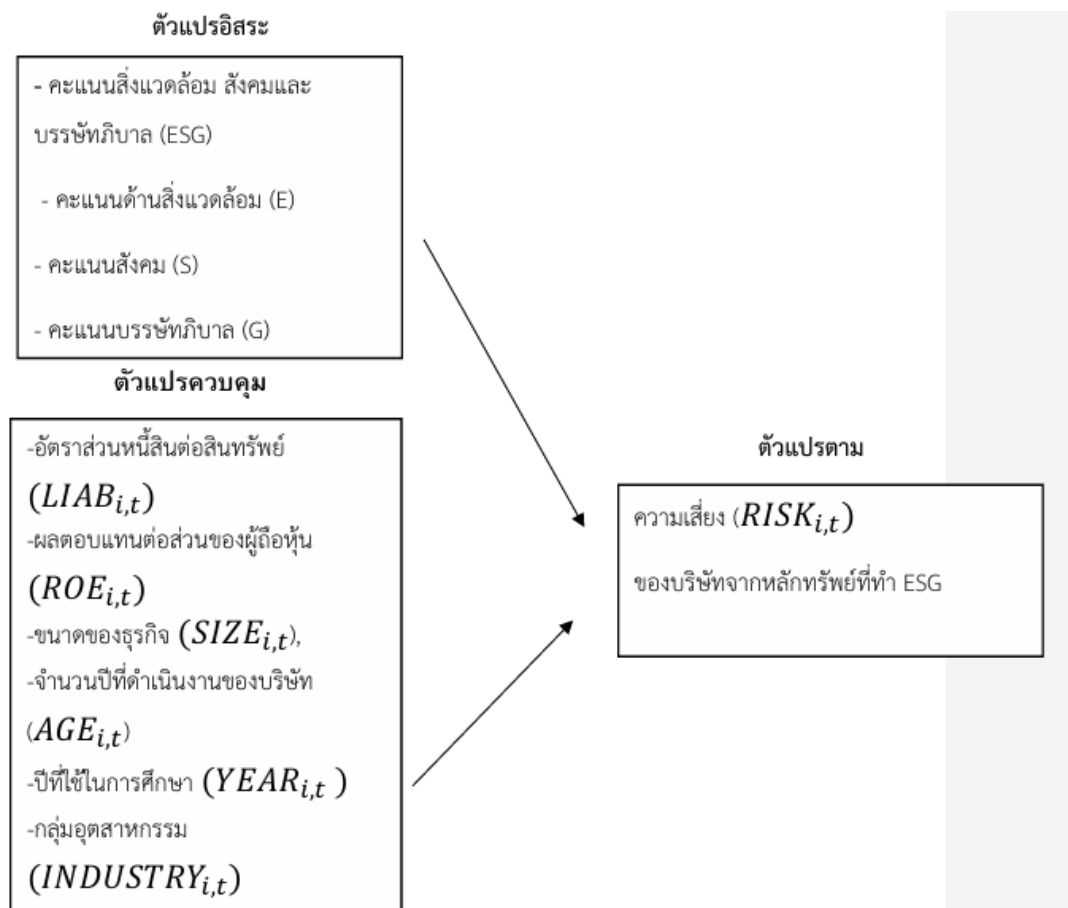 ตัวแปรอิสระ
- คะแนนสิ่งแวดล้อม สังคมและ
บรรษัทภิบาล (ESG)
- คะแนนด้านสิ่งแวดล้อม (E)
- คะแนนสังคม (S)
- คะแนนบรรษัทภิบาล (G)
ตัวแปรควบคุม
-อัตราส่วนหนี้สินต่อสินทรัพย์
(LIAB_{i,t})
-ผลตอบแทนต่อส่วนของผู้ถือหุ้น
(ROE_{i,t})
-ขนาดของธุรกิจ (SIZE_{i,t}),
-จำนวนปีที่ดำเนินงานของบริษัท
(AGE_{i,t})
-ปีที่ใช้ในการศึกษา (YEAR_{i,t} )
-กลุ่มอุตสาหกรรม
(INDUSTRY_{i,t})
ตัวแปรตาม
ความเสี่ยง (RISK_{i,t})
ของบริษัทจากหลักทรัพย์ที่ทำ ESG